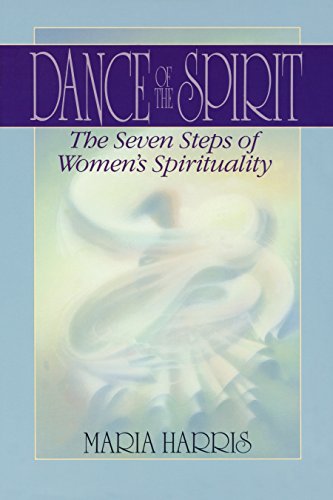 DANCE OF THE SPIRIT
The Seven Steps of
Women's Spirituality
MARIA HARRIS